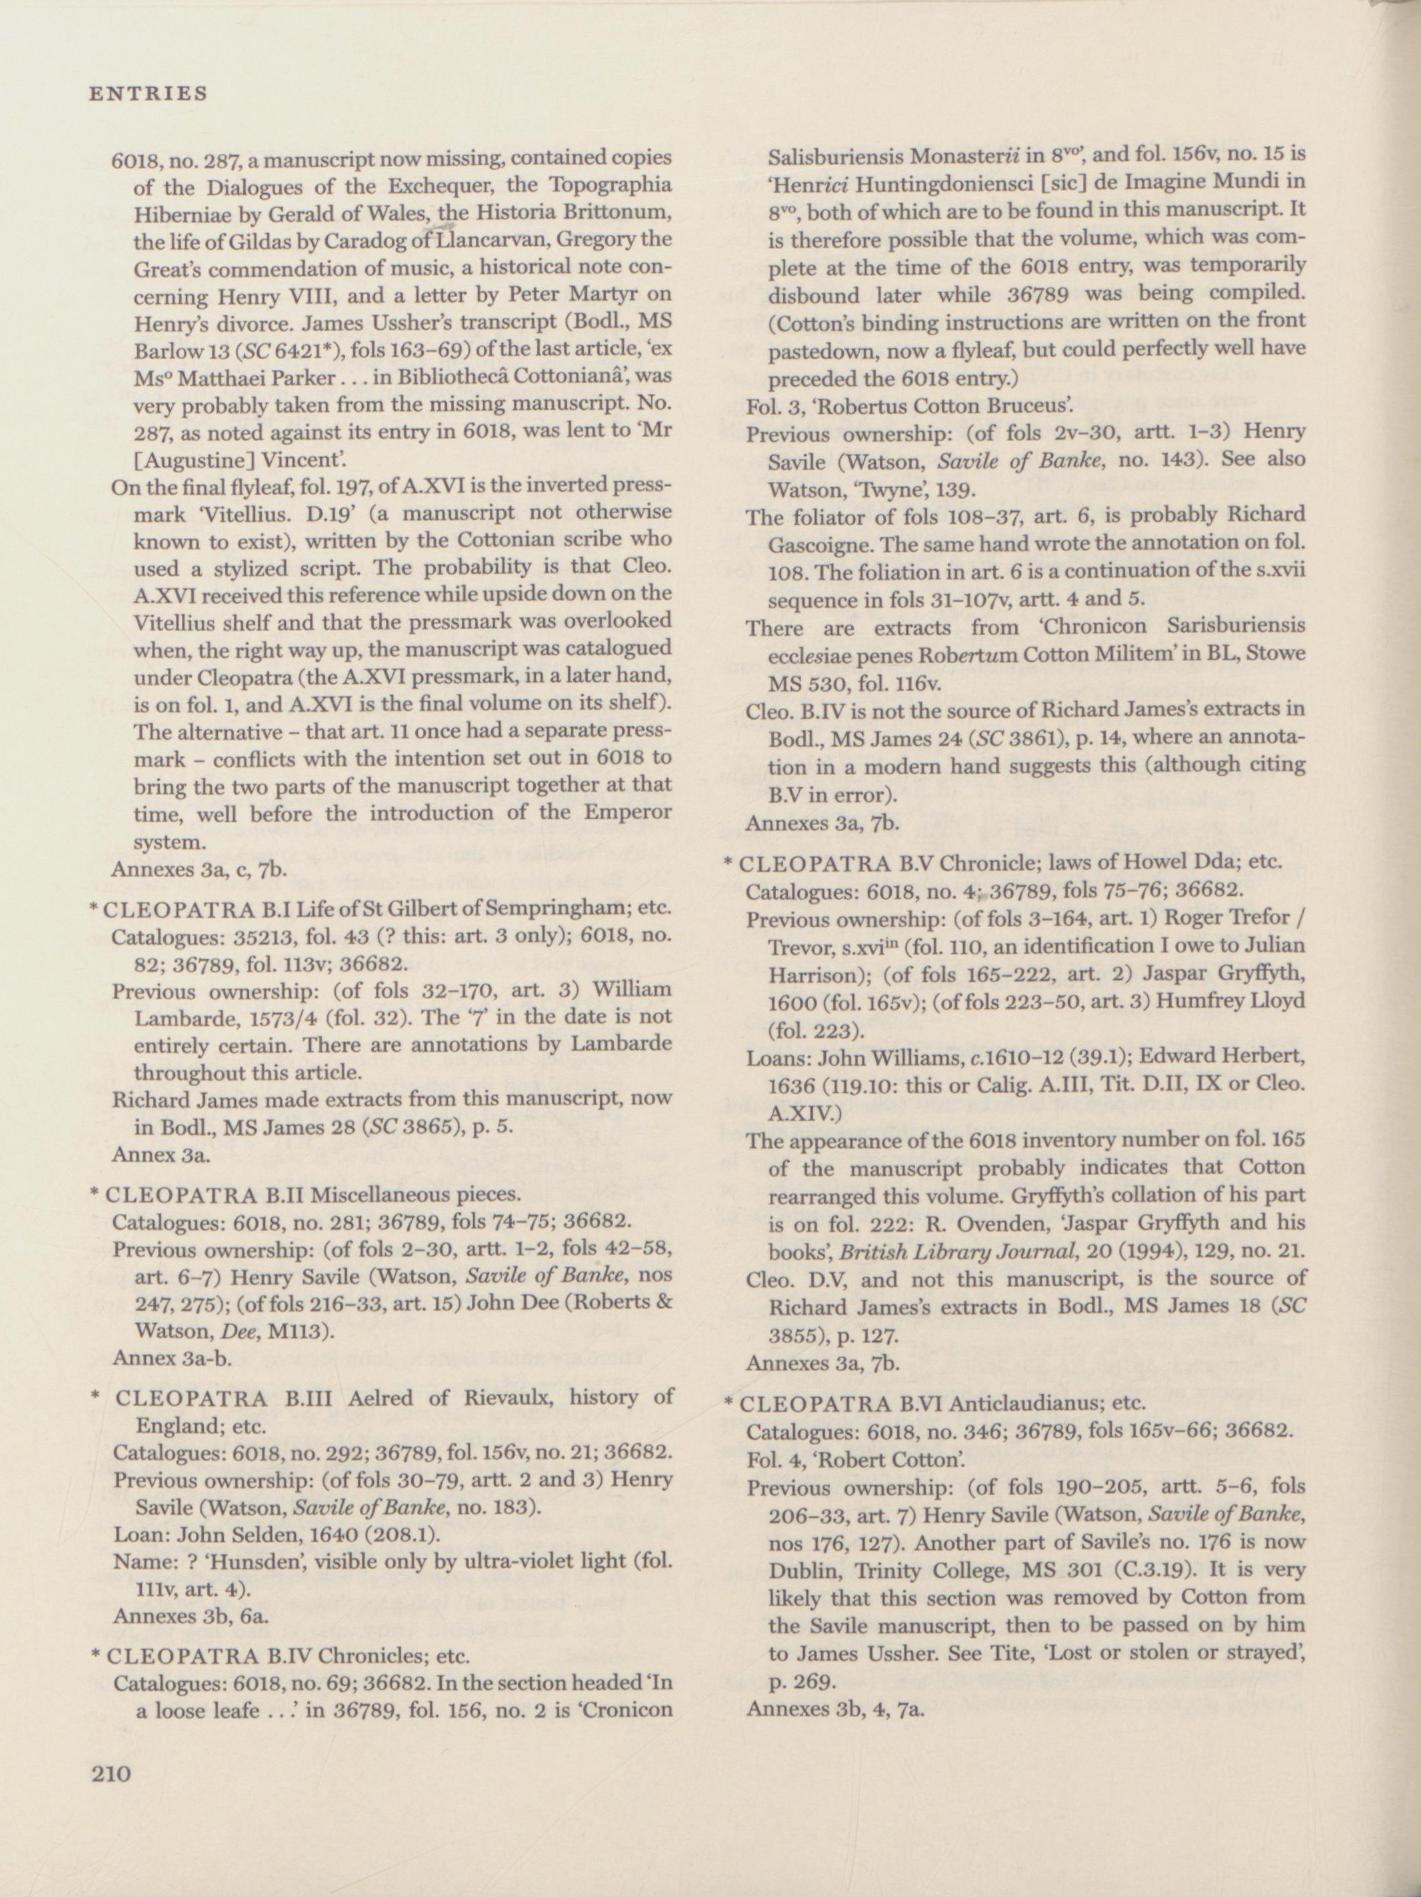 ENTRIES
6018, no. 287, a manuscript now missing, contained copies
of the Dialogues of the Exchequer, the Topographia
Hiberniae by Gerald of Wales, the Historia Brittonum,
the life of Gildas by Caradog of Llancarvan, Gregory the
Great's commendation of music, a historical note con-
cerning Henry VIII, and a letter by Peter Martyr on
Henry's divorce. James Ussher's transcript (Bodl., MS
Barlow 13 (SC 6421*), fols 163–69) of the last article, 'ex
Msº Matthaei Parker . . . in Bibliothecâ Cottonianâ', was
very probably taken from the missing manuscript. No.
287, as noted against its entry in 6018, was lent to 'Mr
[Augustine] Vincent'.
On the final flyleaf, fol. 197, of A.XVI is the inverted press-
mark 'Vitellius. D.19' (a manuscript not otherwise
known to exist), written by the Cottonian scribe who
used a stylized script. The probability is that Cleo.
A.XVI received this reference while upside down on the
Vitellius shelf and that the pressmark was overlooked
when, the right way up, the manuscript was catalogued
under Cleopatra (the A.XVI pressmark, in a later hand,
is on fol. 1, and A.XVI is the final volume on its shelf).
The alternative – that art. 11 once had a separate press-
mark – conflicts with the intention set out in 6018 to
bring the two parts of the manuscript together at that
time, well before the introduction of the Emperor
system.
Annexes 3a, c, 7b.
* CLEOPATRA B.I Life of St Gilbert of Sempringham; etc.
Catalogues: 35213, fol. 43 (? this: art. 3 only); 6018, no.
82; 36789, fol. 113v; 36682.
Previous ownership: (of fols 32–170, art. 3) William
Lambarde, 1573/4 (fol. 32). The '7' in the date is not
entirely certain. There are annotations by Lambarde
throughout this article.
Richard James made extracts from this manuscript, now
in Bodl., MS James 28 (SC 3865), p. 5.
Annex 3a.
* CLEOPATRA B.II Miscellaneous pieces.
Catalogues: 6018, no. 281; 36789, fols 74–75; 36682.
Previous ownership: (of fols 2–30, artt. 1–2, fols 42–58,
art. 6–7) Henry Savile (Watson, Savile of Banke, nos
247, 275); (of fols 216–33, art. 15) John Dee (Roberts &
Watson, Dee, M113).
Annex 3a-b.
* CLEOPATRA B.III Aelred of Rievaulx, history of
England; etc.
Catalogues: 6018, no. 292; 36789, fol. 156v, no. 21; 36682.
Previous ownership: (of fols 30–79, artt. 2 and 3) Henry
Savile (Watson, Savile of Banke, no. 183).
Loan: John Selden, 1640 (208.1).
Name: ? 'Hunsden', visible only by ultra-violet light (fol.
111v, art. 4).
Annexes 3b, 6a.
* CLEOPATRA B.IV Chronicles; etc.
Catalogues: 6018, no. 69; 36682. In the section headed 'In
a loose leafe . . .' in 36789, fol. 156, no. 2 is 'Cronicon
Salisburiensis Monasterii in 8ᵛᵒ', and fol. 156v, no. 15 is
'Henrici Huntingdoniensci [sic] de Imagine Mundi in
8ᵛᵒ, both of which are to be found in this manuscript. It
is therefore possible that the volume, which was com-
plete at the time of the 6018 entry, was temporarily
disbound later while 36789 was being compiled.
(Cotton's binding instructions are written on the front
pastedown, now a flyleaf, but could perfectly well have
preceded the 6018 entry.)
Fol. 3, 'Robertus Cotton Bruceus'.
Previous ownership: (of fols 2v–30, artt. 1–3) Henry
Savile (Watson, Savile of Banke, no. 143). See also
Watson, 'Twyne', 139.
The foliator of fols 108–37, art. 6, is probably Richard
Gascoigne. The same hand wrote the annotation on fol.
108. The foliation in art. 6 is a continuation of the s.xvii
sequence in fols 31–107v, artt. 4 and 5.
There are extracts from 'Chronicon Sarisburiensis
ecclesiae penes Robertum Cotton Militem' in BL, Stowe
MS 530, fol. 116v.
Cleo. B.IV is not the source of Richard James's extracts in
Bodl., MS James 24 (SC 3861), p. 14, where an annota-
tion in a modern hand suggests this (although citing
B.V in error).
Annexes 3a, 7b.
* CLEOPATRA B.V Chronicle; laws of Howel Dda; etc.
Catalogues: 6018, no. 4; 36789, fols 75–76; 36682.
Previous ownership: (of fols 3–164, art. 1) Roger Trefor /
Trevor, s.xviⁱⁿ (fol. 110, an identification I owe to Julian
Harrison); (of fols 165–222, art. 2) Jaspar Gryffyth,
1600 (fol. 165v); (of fols 223–50, art. 3) Humfrey Lloyd
(fol. 223).
Loans: John Williams, c.1610–12 (39.1); Edward Herbert,
1636 (119.10: this or Calig. A.III, Tit. D.II, IX or Cleo.
A.XIV.)
The appearance of the 6018 inventory number on fol. 165
of the manuscript probably indicates that Cotton
rearranged this volume. Gryffyth's collation of his part
is on fol. 222: R. Ovenden, 'Jaspar Gryffyth and his
books', British Library Journal, 20 (1994), 129, no. 21.
Cleo. D.V, and not this manuscript, is the source of
Richard James's extracts in Bodl., MS James 18 (SC
3855), p. 127.
Annexes 3a, 7b.
* CLEOPATRA B.VI Anticlaudianus; etc.
Catalogues: 6018, no. 346; 36789, fols 165v–66; 36682.
Fol. 4, 'Robert Cotton'.
Previous ownership: (of fols 190–205, artt. 5–6, fols
206–33, art. 7) Henry Savile (Watson, Savile of Banke,
nos 176, 127). Another part of Savile's no. 176 is now
Dublin, Trinity College, MS 301 (C.3.19). It is very
likely that this section was removed by Cotton from
the Savile manuscript, then to be passed on by him
to James Ussher. See Tite, 'Lost or stolen or strayed',
p. 269.
Annexes 3b, 4, 7a.
210